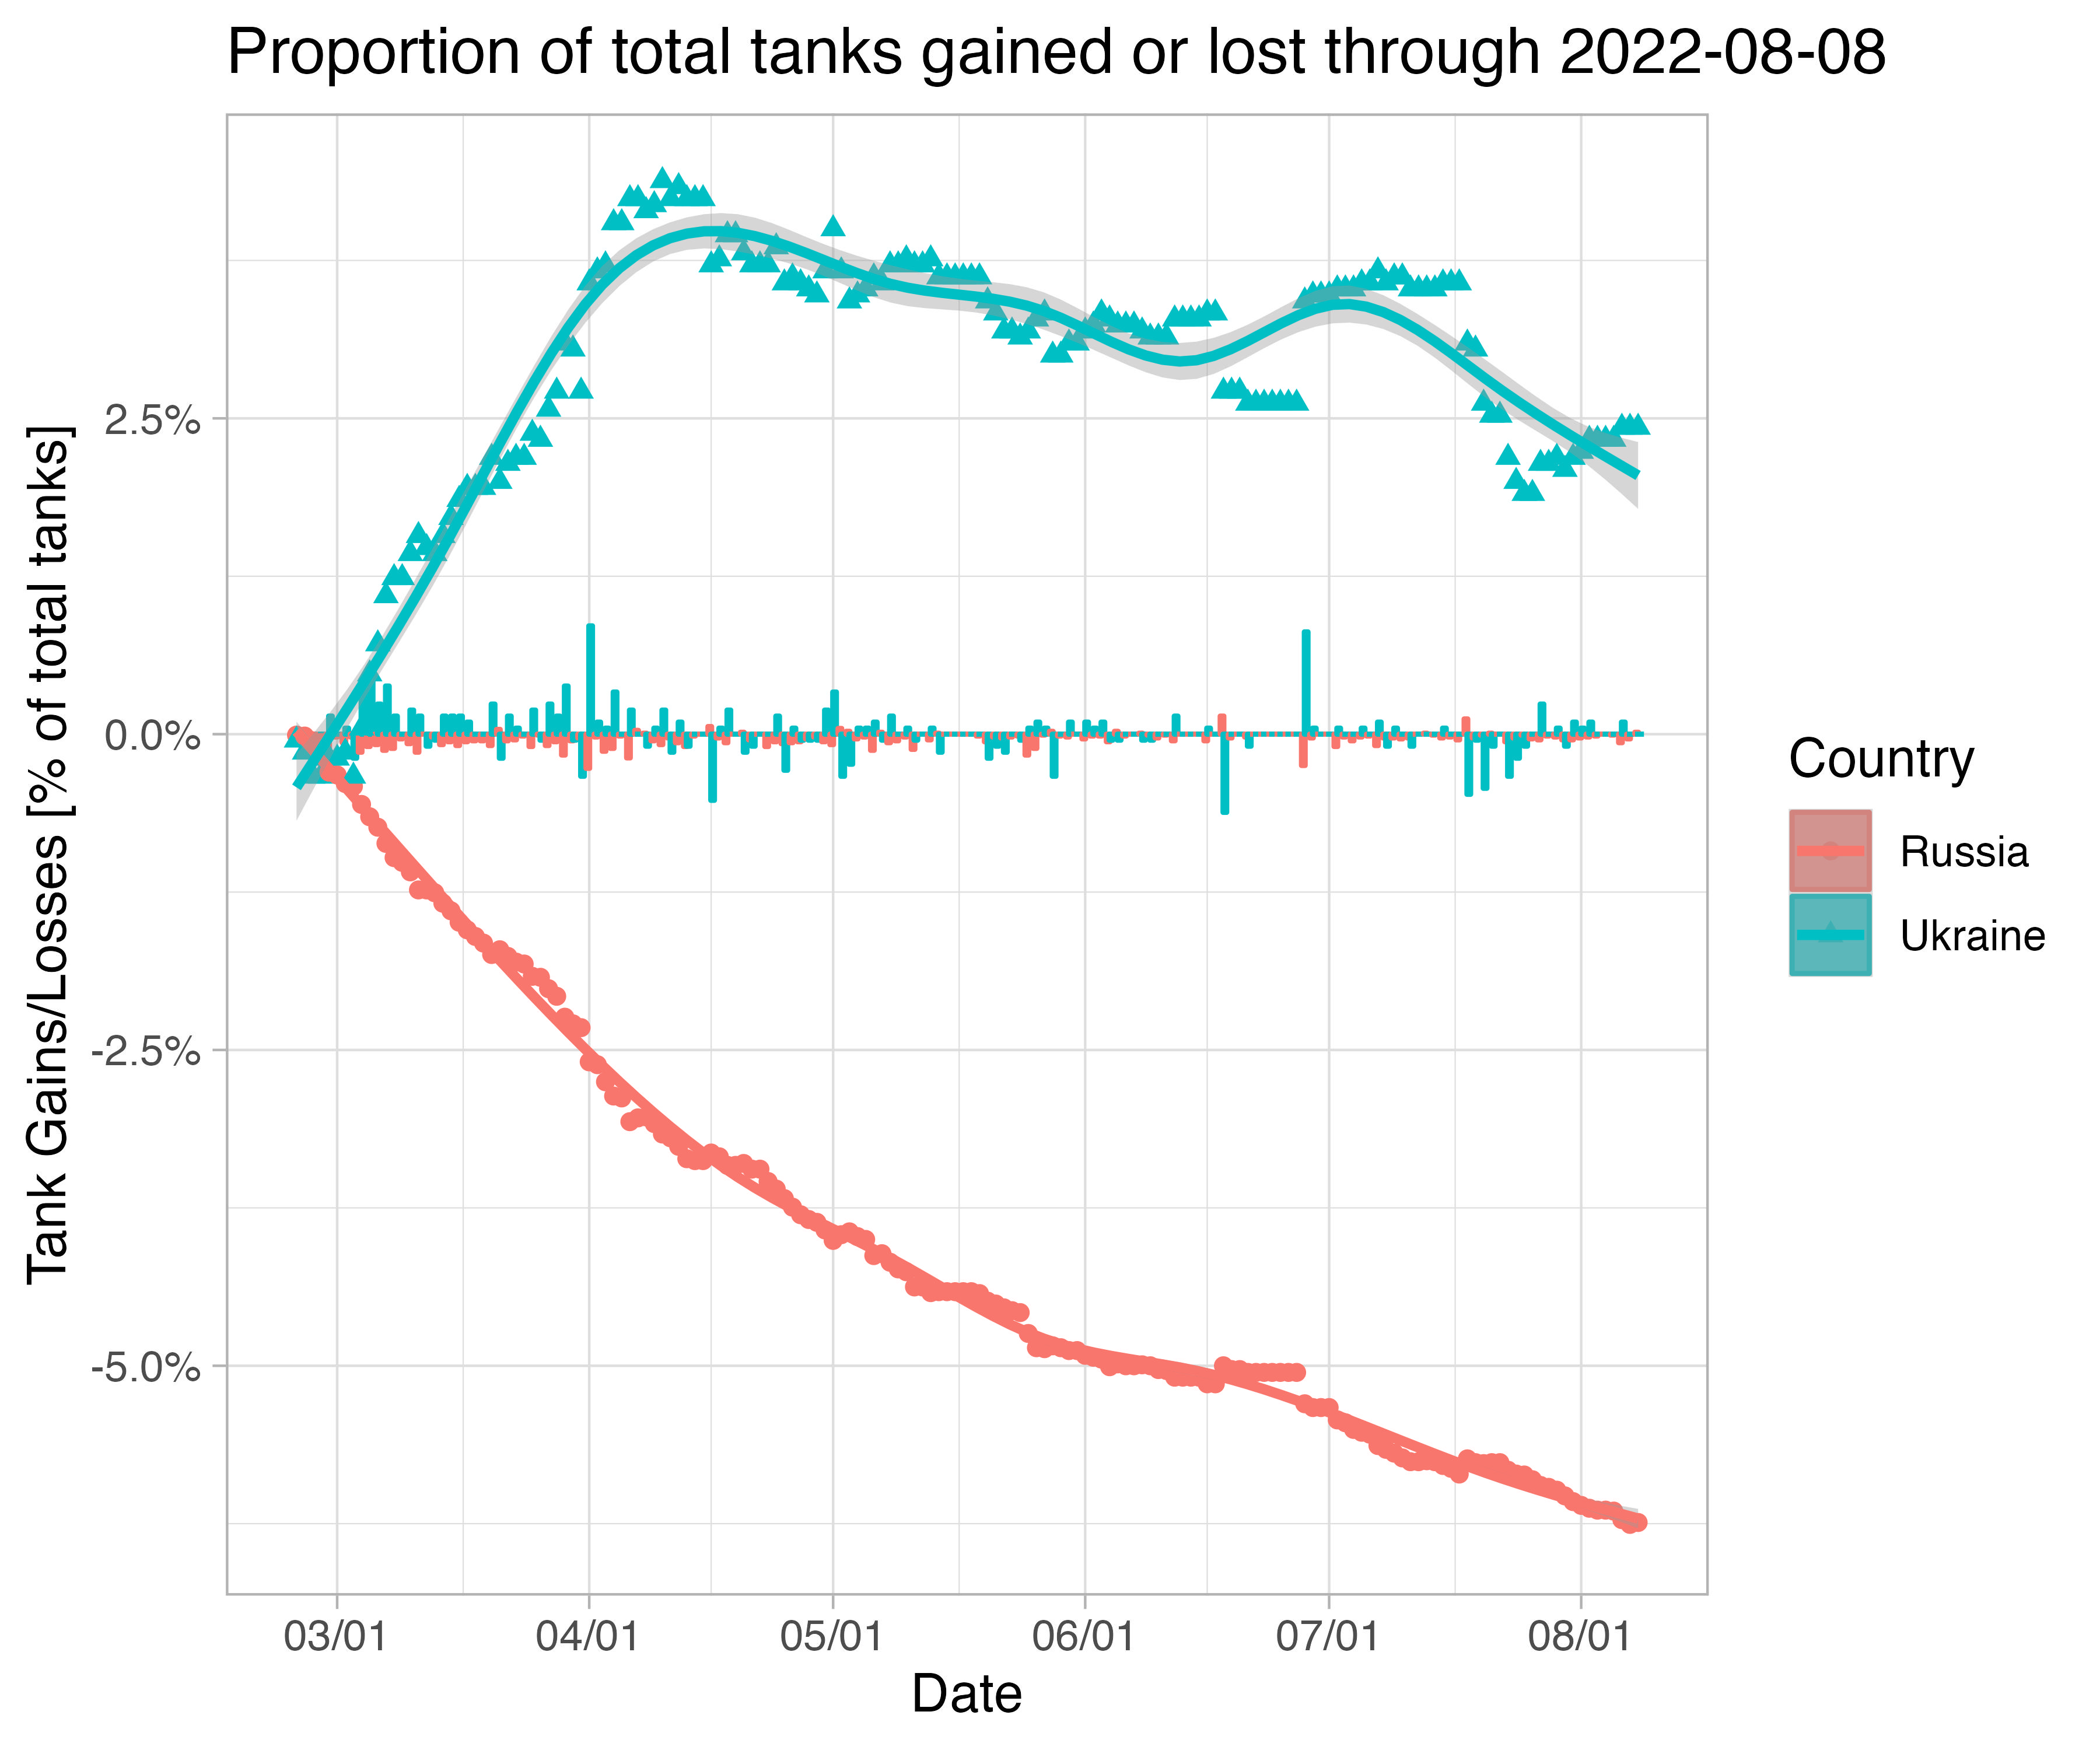 Proportion of total tanks gained or lost through 2022-08-08
Tank Gains/Losses [% of total tanks]
2.5%
0.0%
-2.5%
-5.0%
03/01
04/01
05/01
06/01
07/01
08/01
Date
Country
Russia
Ukraine